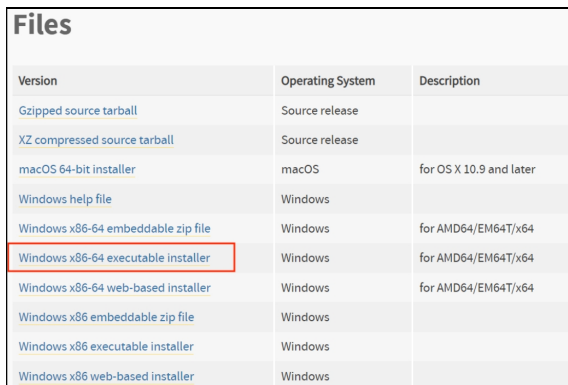 Files
Version Operating System Description
Gzipped source tarball Source release
XZ compressed source tarball Source release
macOS 64-bit installer macOS for OS X 10.9 and later
Windows help file Windows
Windows x86-64 embeddable zip file Windows for AMD64/EM64T/x64
Windows x86-64 executable installer Windows for AMD64/EM64T/x64
Windows x86-64 web-based installer Windows for AMD64/EM64T/x64
Windows x86 embeddable zip file Windows
Windows x86 executable installer Windows
Windows x86 web-based installer Windows